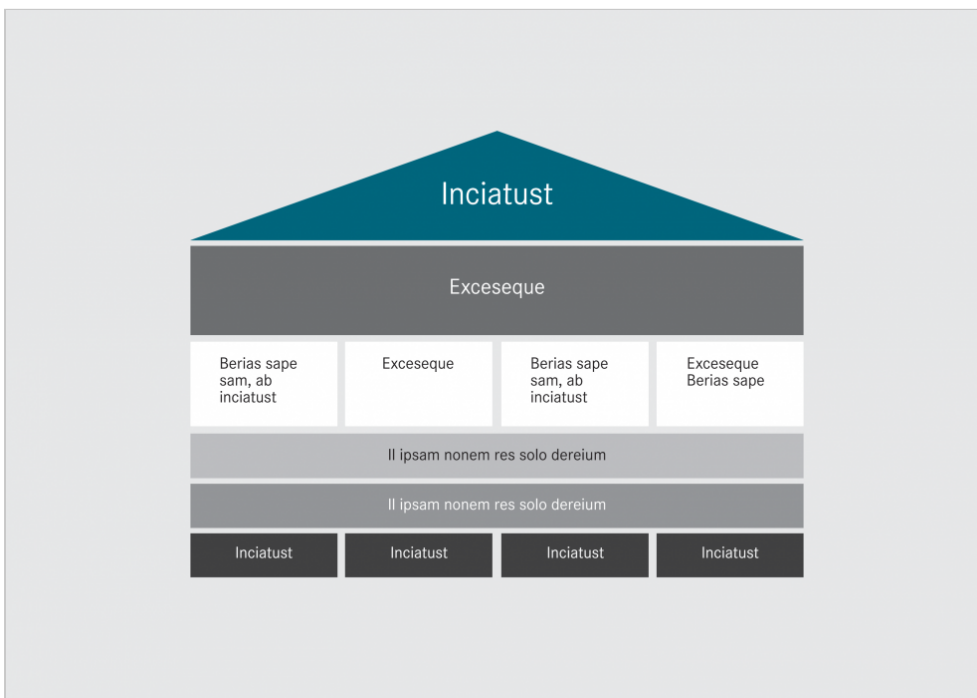 Inciatust
Exceseque
Berias sape
sam, ab
inciatust
Exceseque
Berias sape
sam, ab
inciatust
Exceseque
Berias sape
Il ipsam nonem res solo dereium
Il ipsam nonem res solo dereium
Inciatust
Inciatust
Inciatust
Inciatust